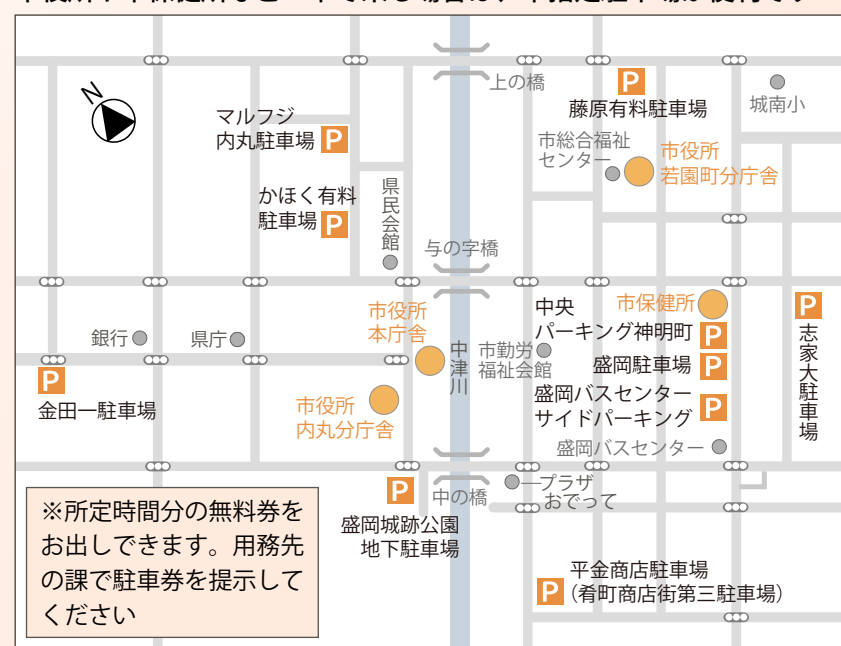 N
上の橋
マルフジ
内丸駐車場 P
P
藤原有料駐車場
城南小
市総合福祉
センター
市役所
若園町分庁舎
かほく有料
駐車場 P
県民会館
与の字橋
市役所
本庁舎
中津川
銀行
県庁
中央
パーキング神明町 P
市保健所
市勤労
福祉会館
盛岡駐車場 P
盛岡バスセンター
サイドパーキング P
盛岡バスセンター
P
志家大駐車場
P
金田一駐車場
市役所
内丸分庁舎
P
盛岡城跡公園
地下駐車場
中の橋
プラザ
おでって
平金商店駐車場
P (肴町商店街第三駐車場)
※所定時間分の無料券を
お出しできます。用務先
の課で駐車券を提示して
ください